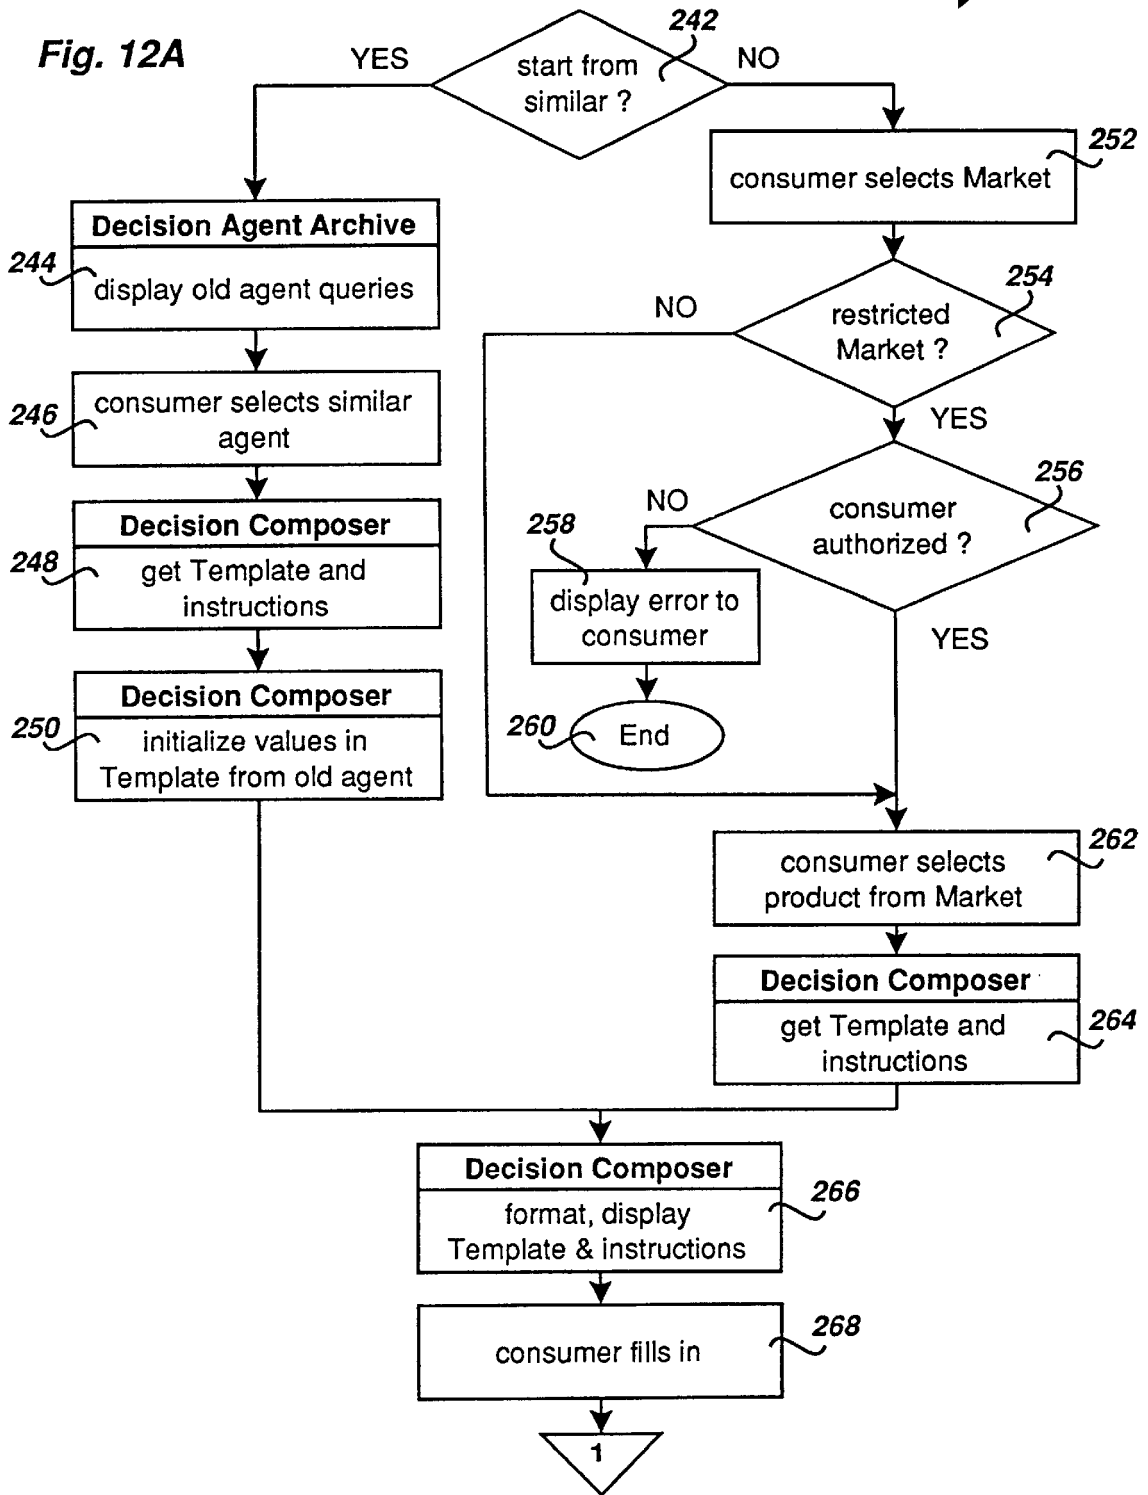 Fig. 12A
242
YES
start from
similar ?
NO
252
consumer selects Market
Decision Agent Archive
244
display old agent queries
254
NO
restricted
Market ?
YES
246
consumer selects similar
agent
256
NO
consumer
authorized ?
258
Decision Composer
248
get Template and
instructions
display error to
consumer
YES
Decision Composer
250
initialize values in
Template from old agent
260
End
262
consumer selects
product from Market
Decision Composer
264
get Template and
instructions
Decision Composer
266
format, display
Template & instructions
268
consumer fills in
1